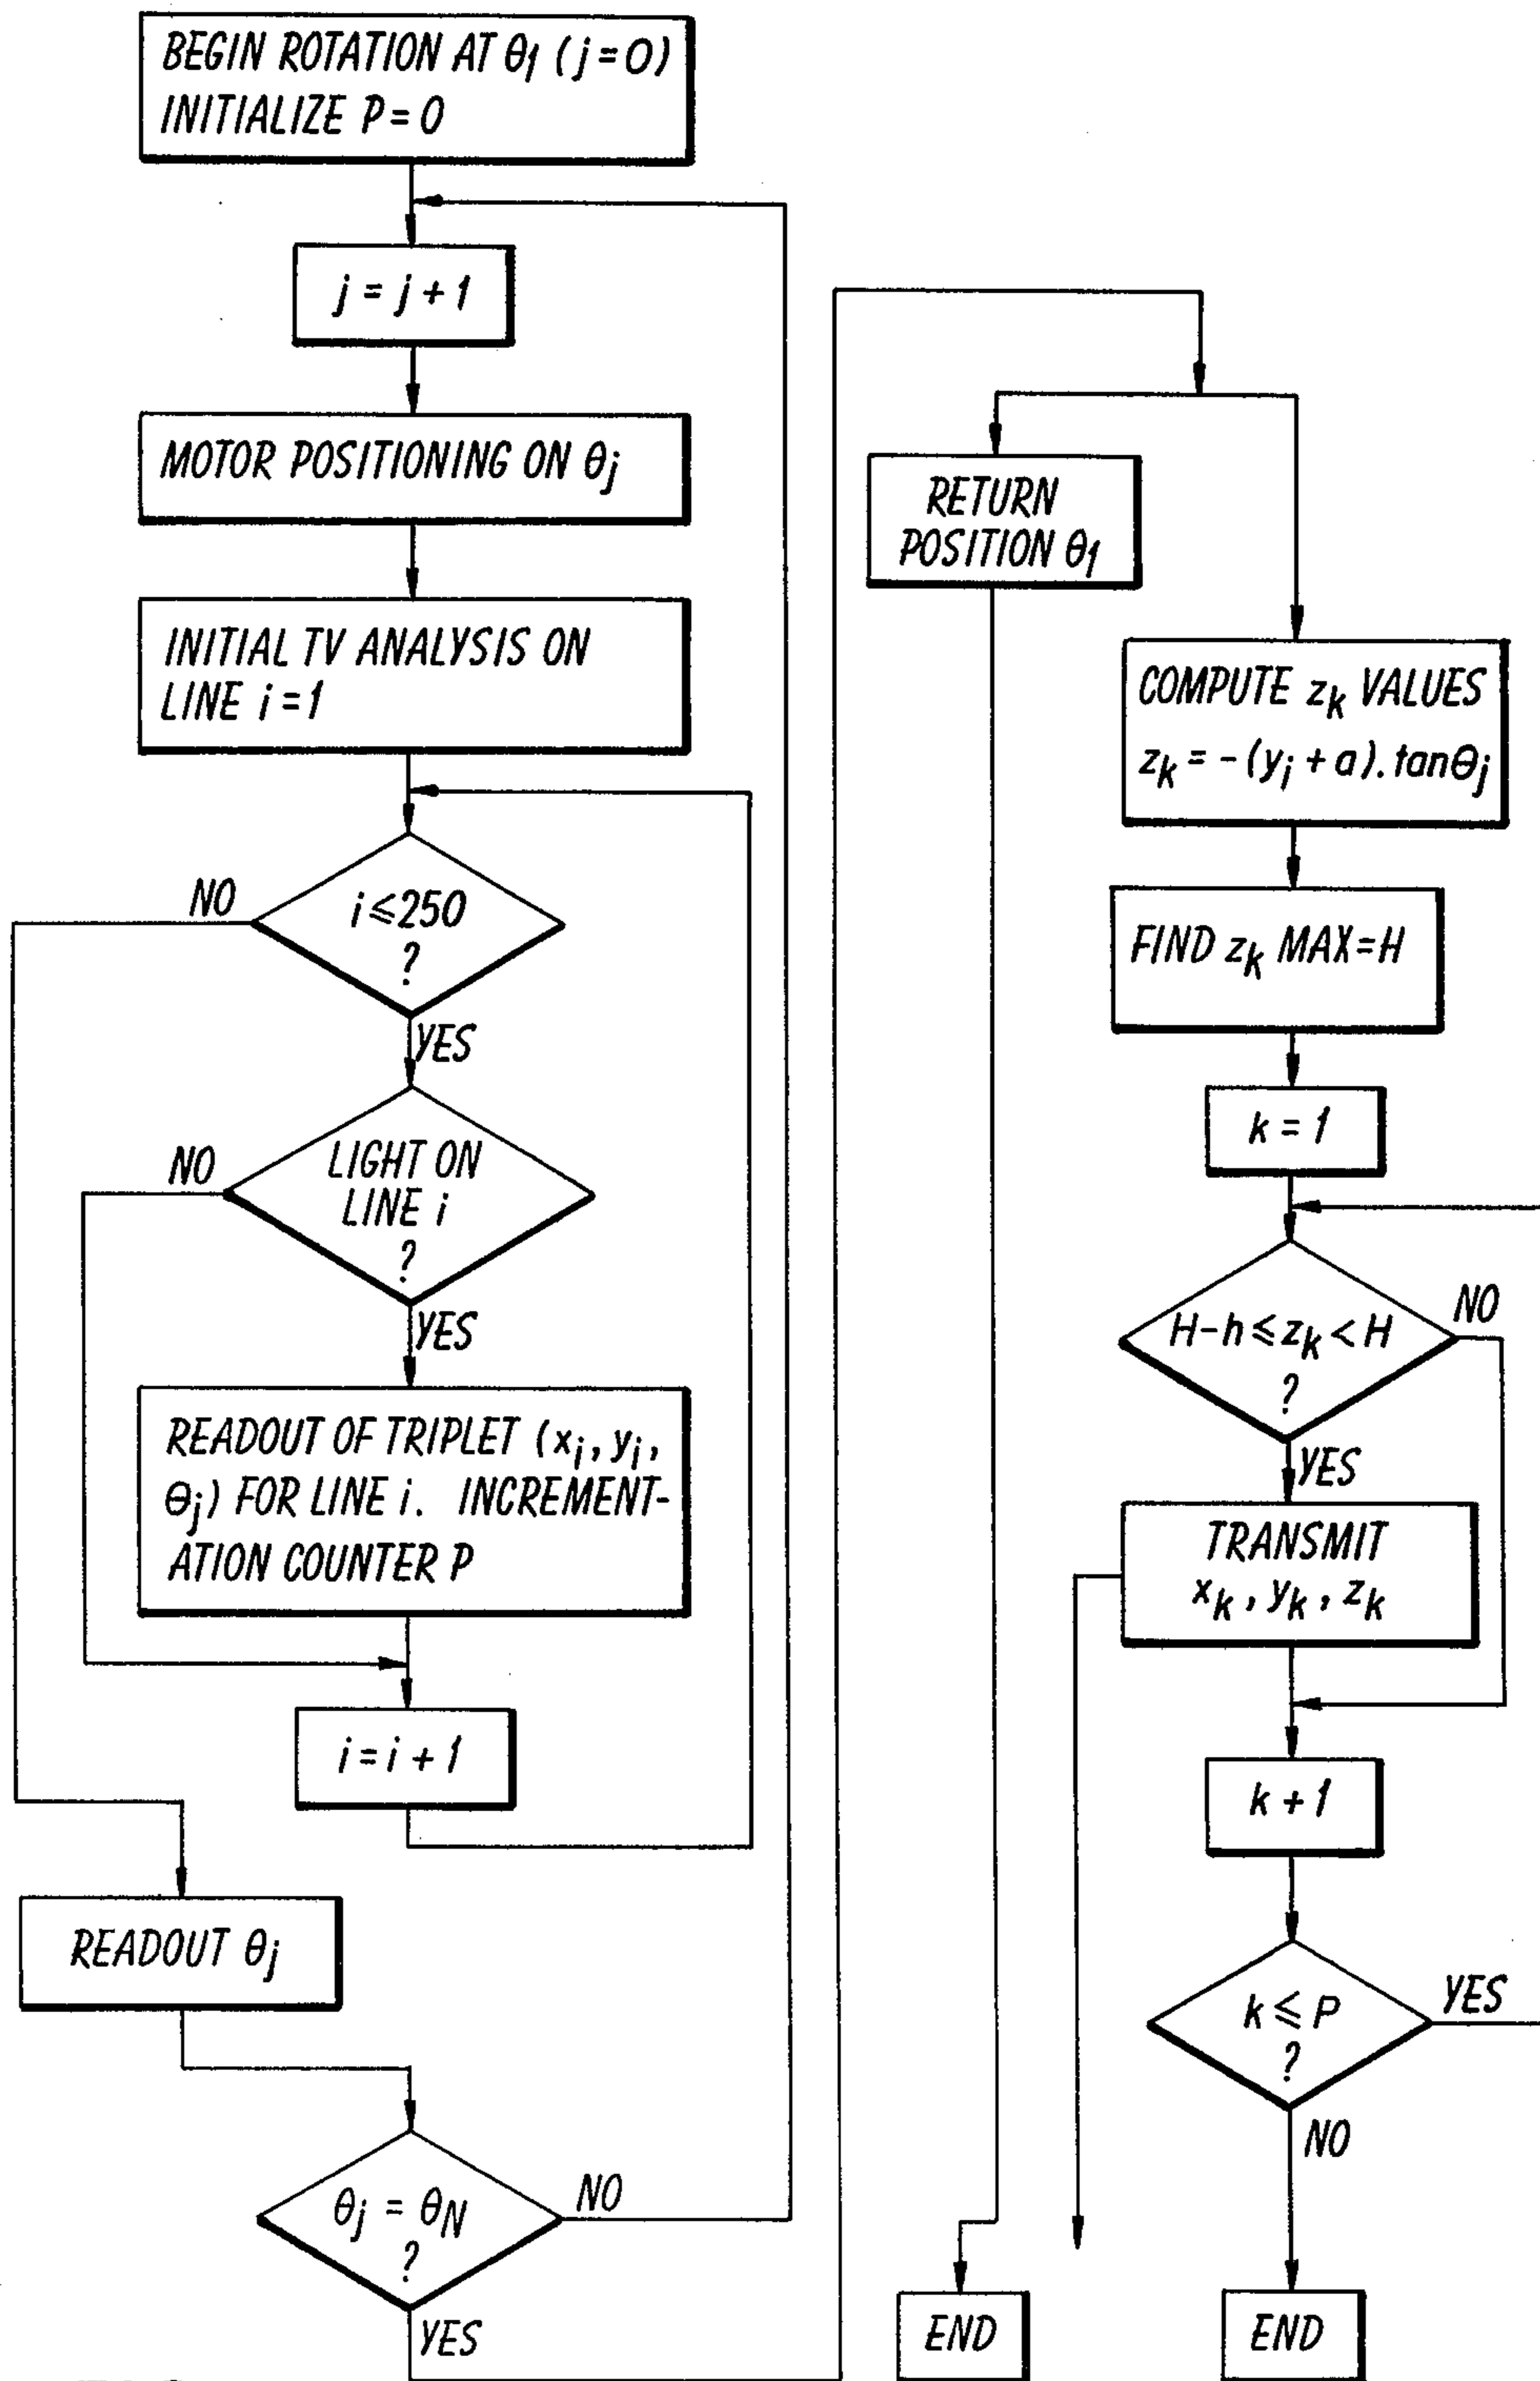 BEGIN ROTATION AT θ1 (j=0)
INITIALIZE P=0
j = j + 1
MOTOR POSITIONING ON θj
INITIAL TV ANALYSIS ON
LINE i=1
i≤250
?
NO
YES
LIGHT ON
LINE i
?
NO
YES
READOUT OF TRIPLET (xi, yi,
θj) FOR LINE i. INCREMENT-
ATION COUNTER P
i = i + 1
READOUT θj
θj = θN
?
NO
YES
RETURN
POSITION θ1
END
COMPUTE zk VALUES
zk = -(yi + a). tanθj
FIND zk MAX=H
k = 1
H-h ≤ zk < H
?
NO
YES
TRANSMIT
xk, yk, zk
k + 1
k ≤ P
?
YES
NO
END